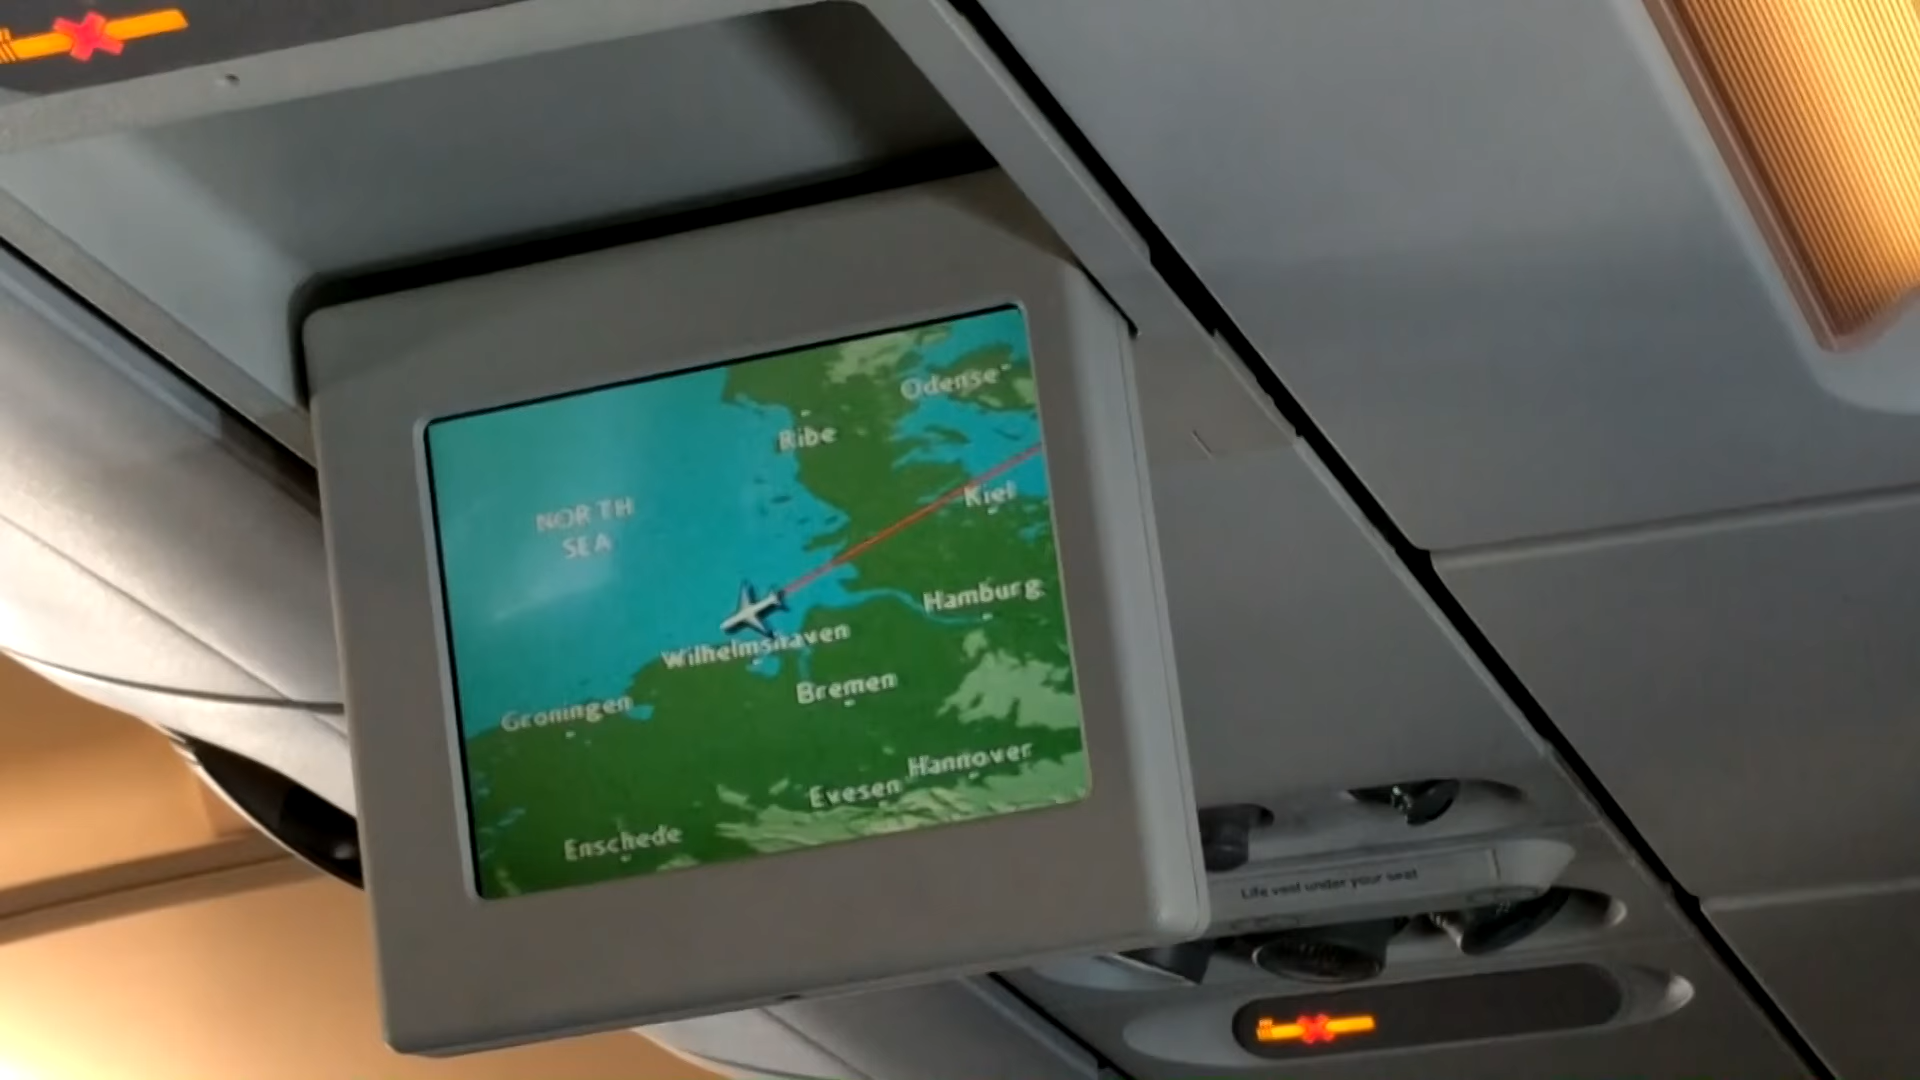 Odense
Ribe
Kiel
NORTH
SEA
Hamburg
Wilhelmshaven
Bremen
Groningen
Hannover
Evesen
Enschede
Life vest under your seat